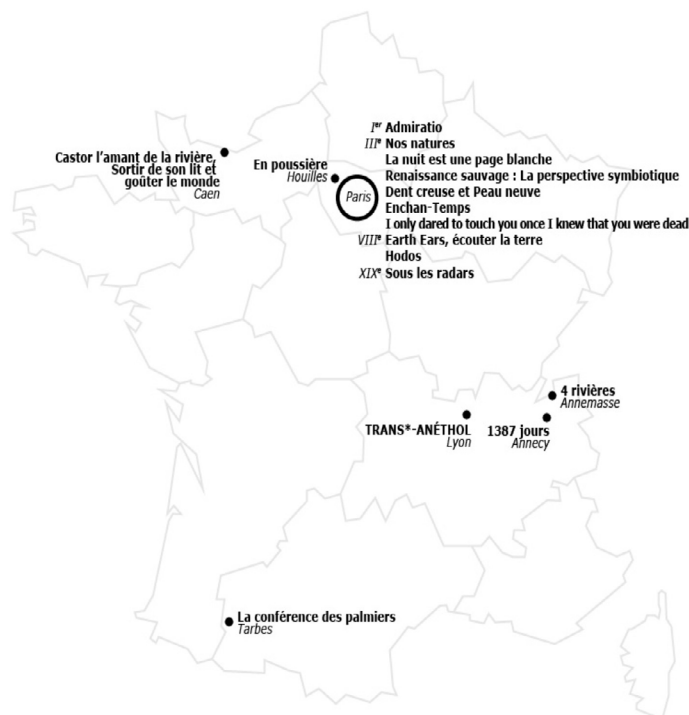 Iᵉʳ Admiratio
IIIᵉ Nos natures
La nuit est une page blanche
Renaissance sauvage : La perspective symbiotique
Dent creuse et Peau neuve
Enchan-Temps
I only dared to touch you once I knew that you were dead
VIIIᵉ Earth Ears, écouter la terre
Hodos
XIXᵉ Sous les radars
Castor l'amant de la rivière,
Sortir de son lit et
goûter le monde
Caen
En poussière
Houilles
Paris
4 rivières
Annemasse
TRANS*-ANÉTHOL
Lyon
1387 jours
Annecy
La conférence des palmiers
Tarbes